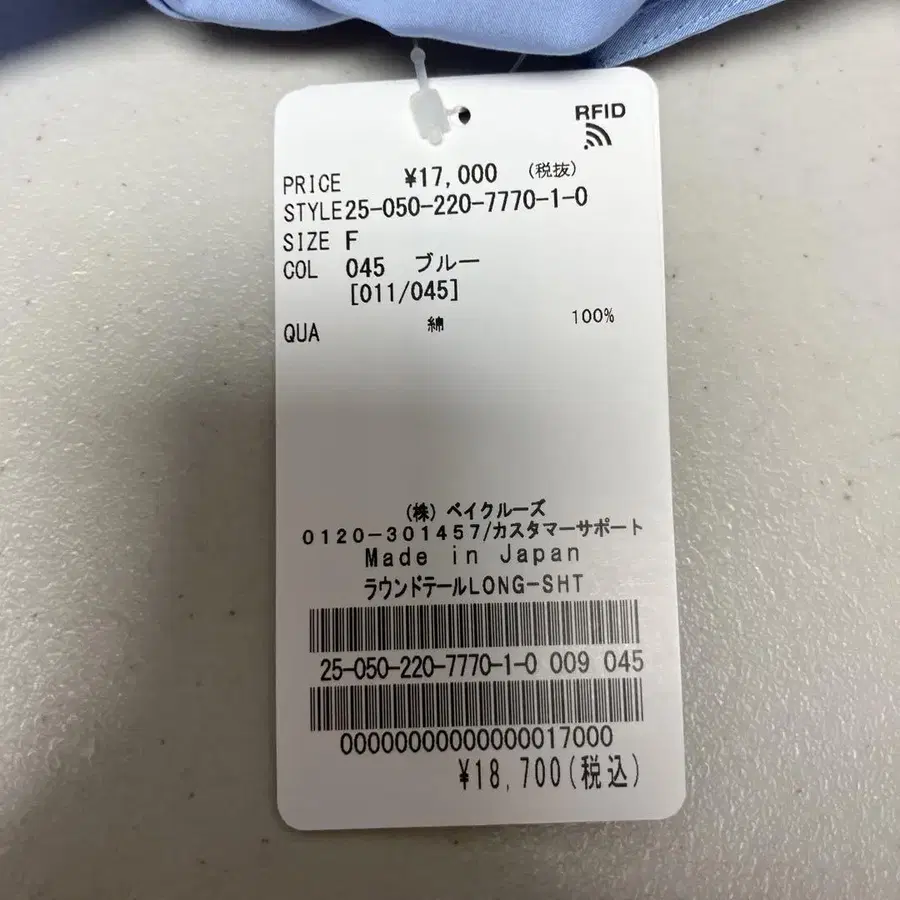 RFID
PRICE ¥17,000 (税抜)
STYLE25-050-220-7770-1-0
SIZE F
COL 045 ブルー
[011/045]
QUA 綿 100%
(株) ベイクルーズ
0120-301457/カスタマーサポート
Made in Japan
ラウンドテールLONG-SHT
25-050-220-7770-1-0 009 045
00000000000000017000
¥18,700(税込)